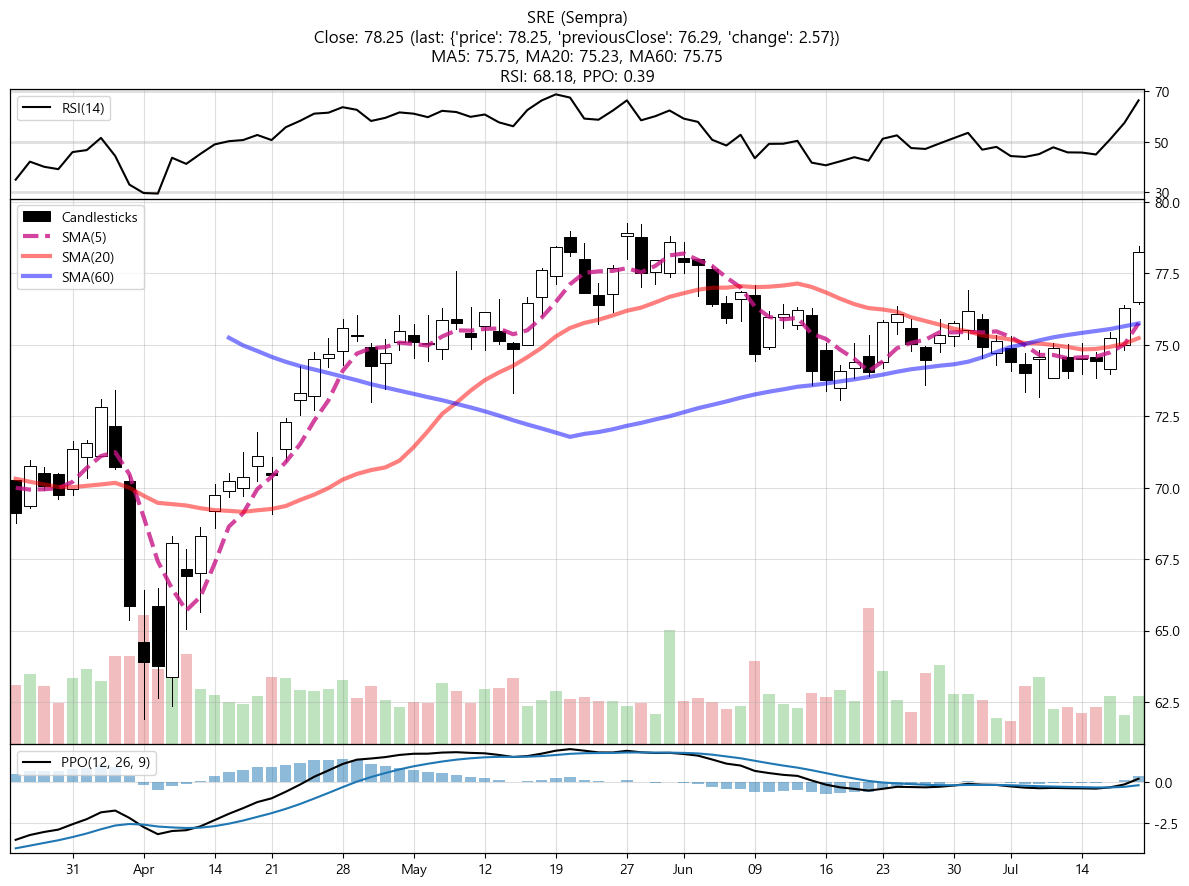 SRE (Sempra)
Close: 78.25 (last: {'price': 78.25, 'previousClose': 76.29, 'change': 2.57})
MA5: 75.75, MA20: 75.23, MA60: 75.75
RSI: 68.18, PPO: 0.39
RSI(14)
70
50
30
Candlesticks
SMA(5)
SMA(20)
SMA(60)
80.0
77.5
75.0
72.5
70.0
67.5
65.0
62.5
PPO(12, 26, 9)
0.0
-2.5
31 Apr 14 21 28 May 12 19 27 Jun 09 16 23 30 Jul 14